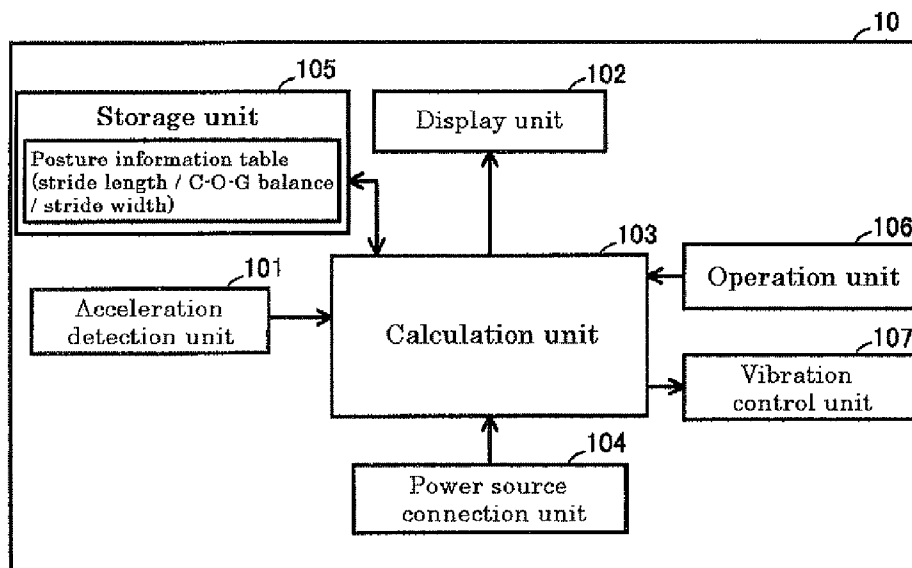 10
105
Storage unit
Posture information table
(stride length / C-O-G balance
/ stride width)
102
Display unit
103
Calculation unit
106
Operation unit
101
Acceleration
detection unit
107
Vibration
control unit
104
Power source
connection unit